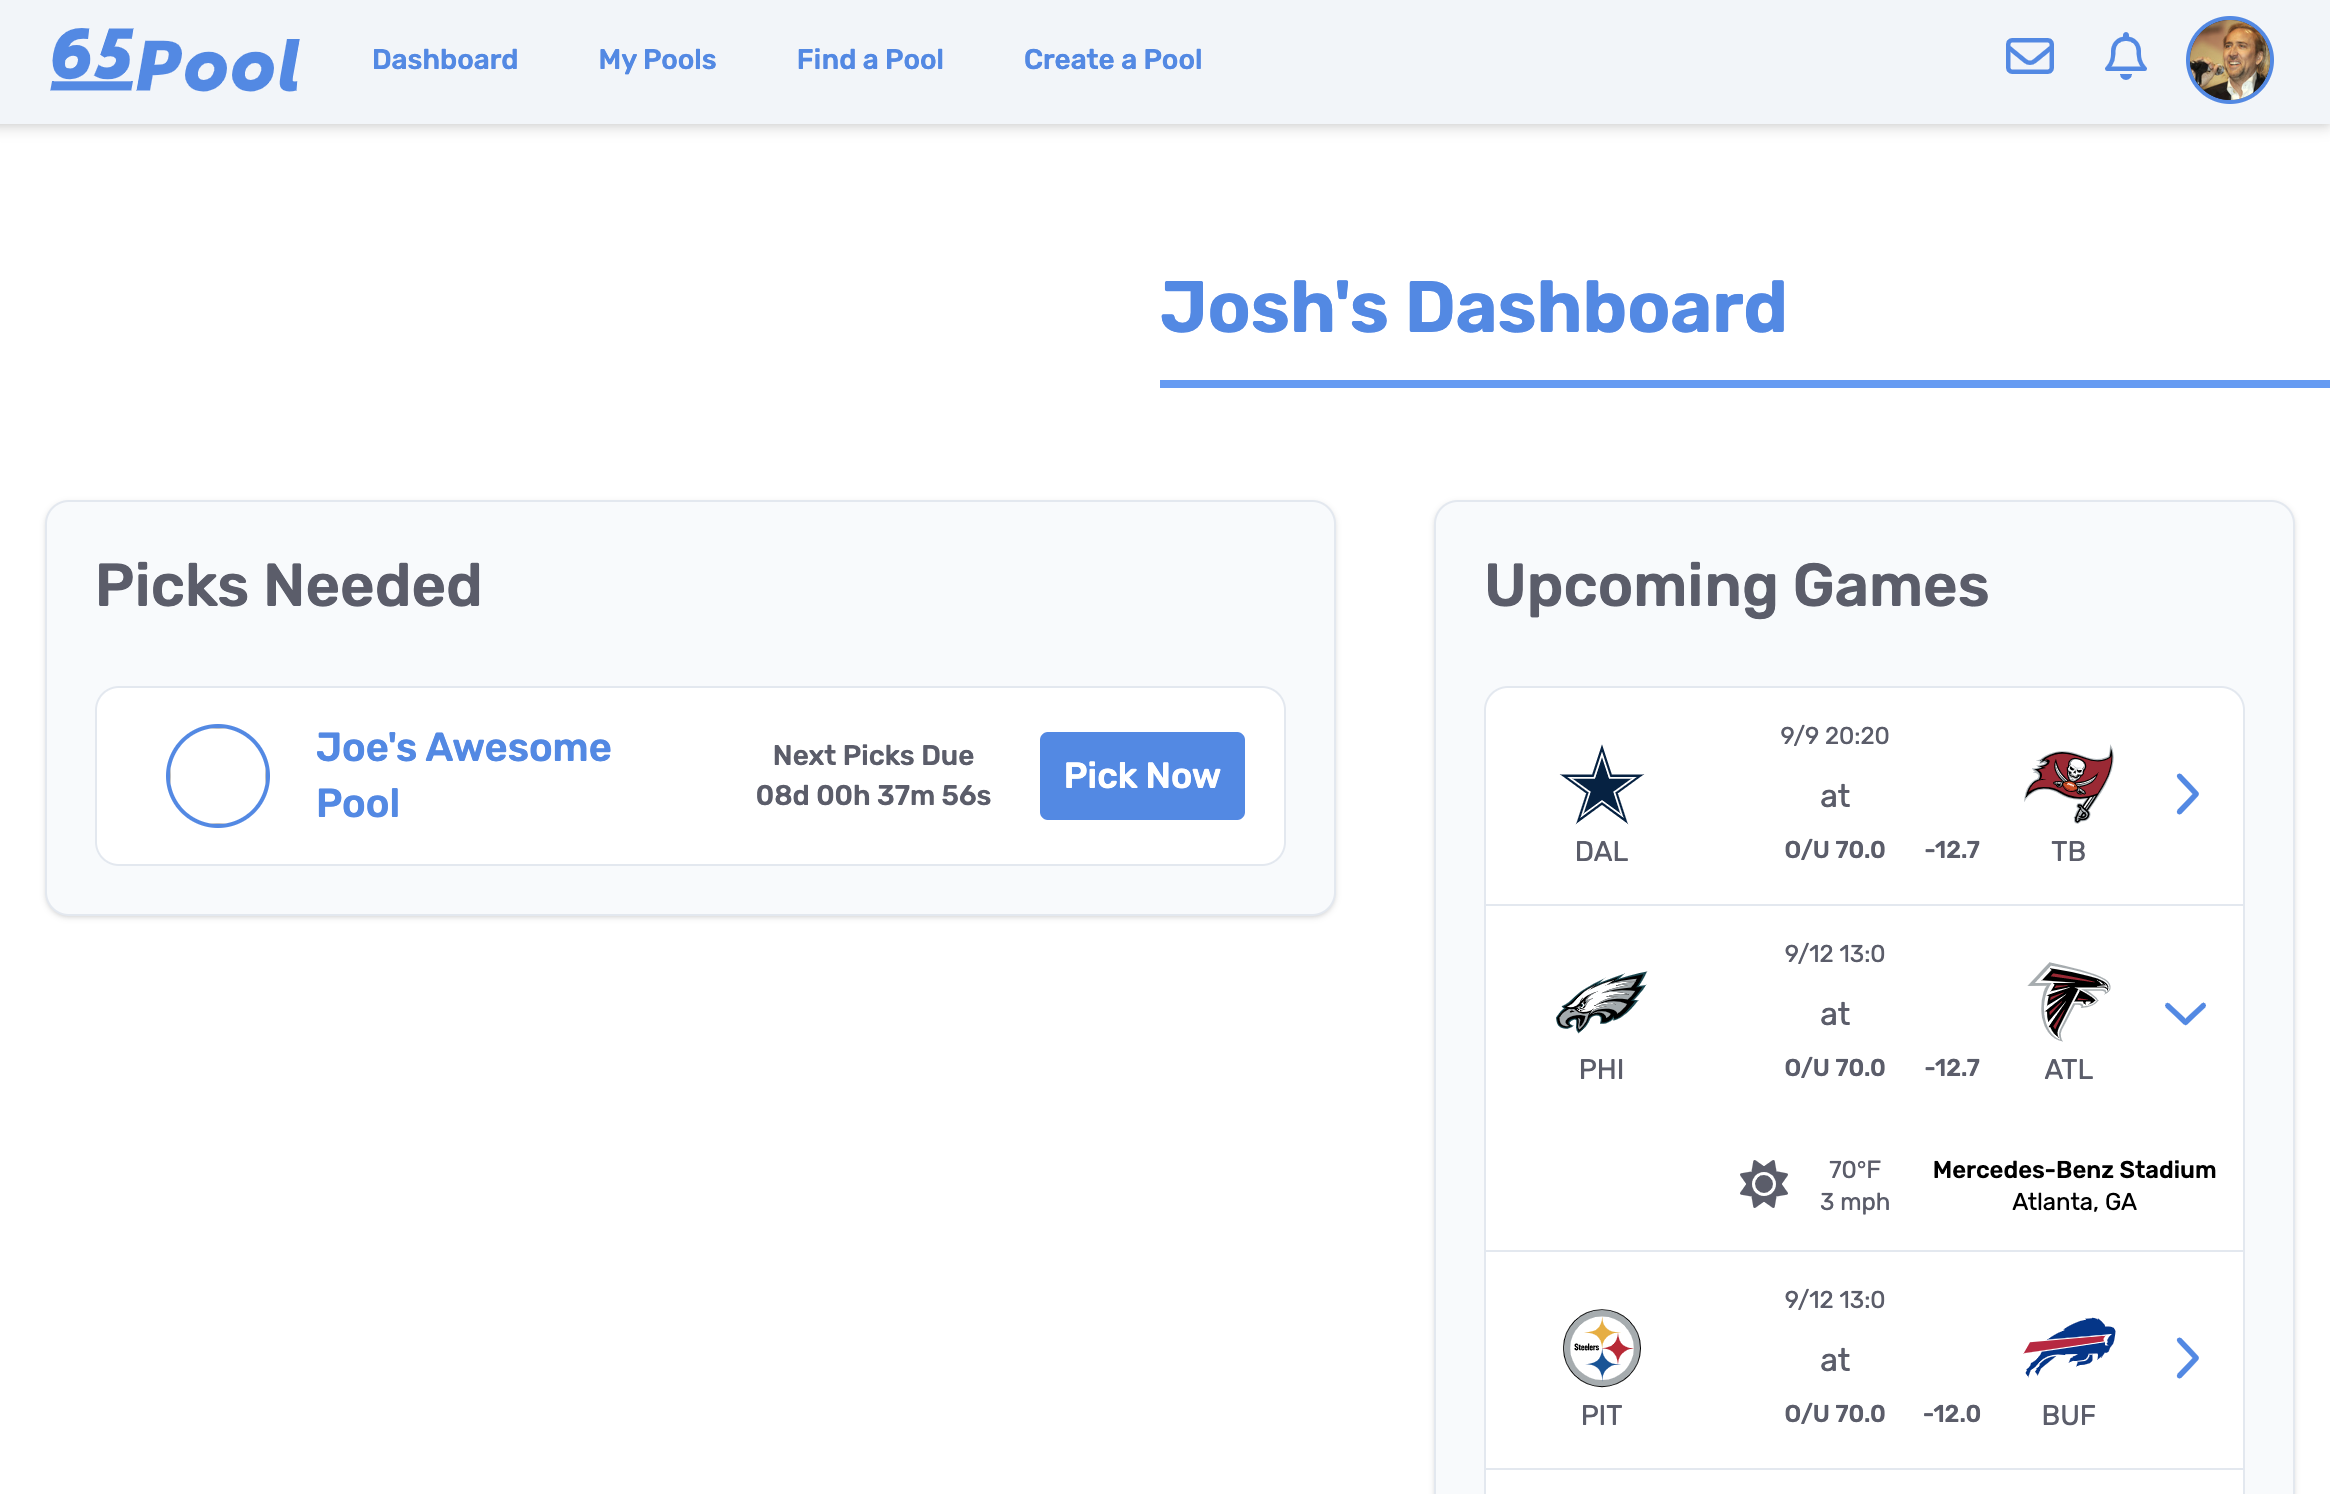 65Pool
Dashboard
My Pools
Find a Pool
Create a Pool
Josh's Dashboard
Picks Needed
Joe's Awesome
Pool
Next Picks Due
08d 00h 37m 56s
Pick Now
Upcoming Games
9/9 20:20
at
DAL
O/U 70.0
-12.7
TB
9/12 13:0
at
PHI
O/U 70.0
-12.7
ATL
70°F
3 mph
Mercedes-Benz Stadium
Atlanta, GA
9/12 13:0
Steelers
at
PIT
O/U 70.0
-12.0
BUF